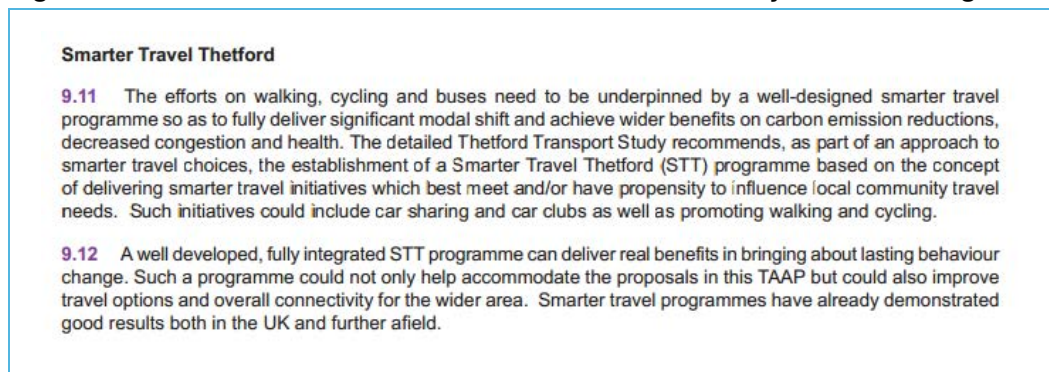 Smarter Travel Thetford
9.11 The efforts on walking, cycling and buses need to be underpinned by a well-designed smarter travel
programme so as to fully deliver significant modal shift and achieve wider benefits on carbon emission reductions,
decreased congestion and health. The detailed Thetford Transport Study recommends, as part of an approach to
smarter travel choices, the establishment of a Smarter Travel Thetford (STT) programme based on the concept
of delivering smarter travel initiatives which best meet and/or have propensity to influence local community travel
needs. Such initiatives could include car sharing and car clubs as well as promoting walking and cycling.
9.12 A well developed, fully integrated STT programme can deliver real benefits in bringing about lasting behaviour
change. Such a programme could not only help accommodate the proposals in this TAAP but could also improve
travel options and overall connectivity for the wider area. Smarter travel programmes have already demonstrated
good results both in the UK and further afield.